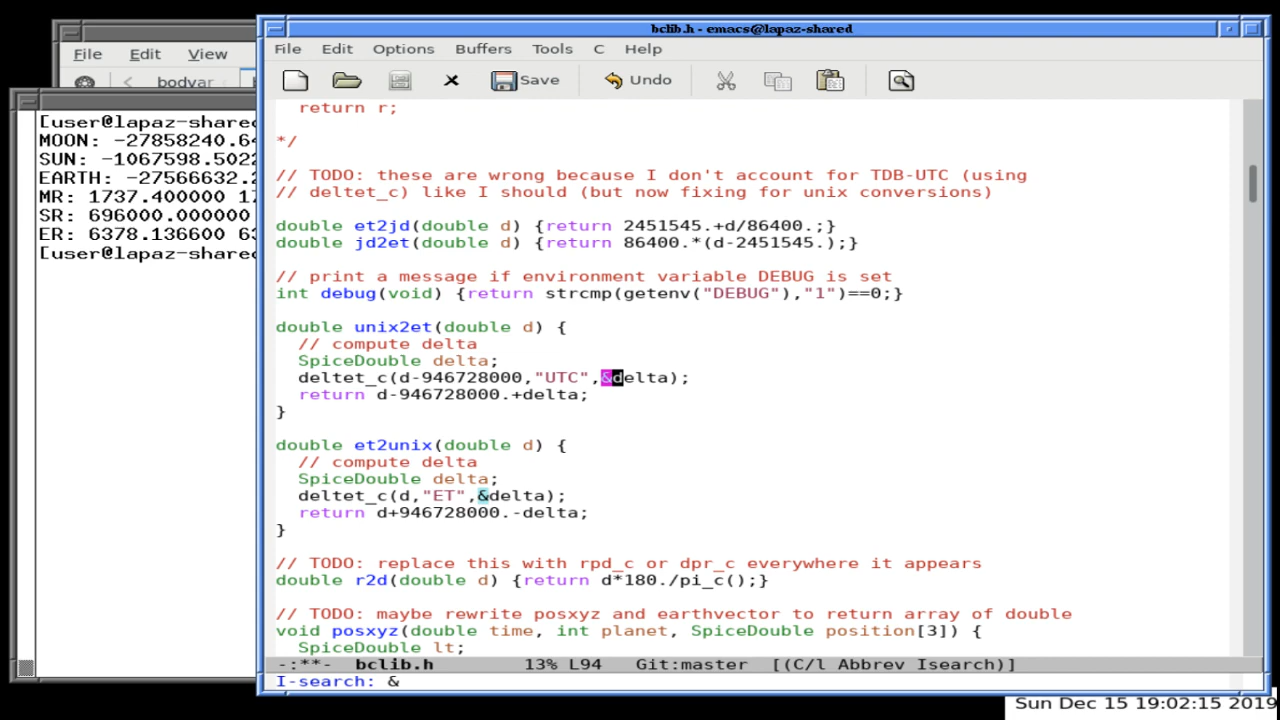 bclib.h - emacs@lapaz-shared
File Edit View
bodyvar
File Edit Options Buffers Tools C Help
Save Undo
[user@lapaz-shared
MOON: -27858240.64
SUN: -1067598.5022
EARTH: -27566632.2
MR: 1737.400000 17
SR: 696000.000000
ER: 6378.136600 63
[user@lapaz-shared
return r;
*/
// TODO: these are wrong because I don't account for TDB-UTC (using
// deltet_c) like I should (but now fixing for unix conversions)
double et2jd(double d) {return 2451545.+d/86400.;}
double jd2et(double d) {return 86400.*(d-2451545.);}
// print a message if environment variable DEBUG is set
int debug(void) {return strcmp(getenv("DEBUG"),"1")==0;}
double unix2et(double d) {
// compute delta
SpiceDouble delta;
deltet_c(d-946728000,"UTC",&delta);
return d-946728000.+delta;
}
double et2unix(double d) {
// compute delta
SpiceDouble delta;
deltet_c(d,"ET",&delta);
return d+946728000.-delta;
}
// TODO: replace this with rpd_c or dpr_c everywhere it appears
double r2d(double d) {return d*180./pi_c();}
// TODO: maybe rewrite posxyz and earthvector to return array of double
void posxyz(double time, int planet, SpiceDouble position[3]) {
SpiceDouble lt;
-:**- bclib.h 13% L94 Git:master [(C/l Abbrev Isearch)]
I-search: &
Sun Dec 15 19:02:15 2019